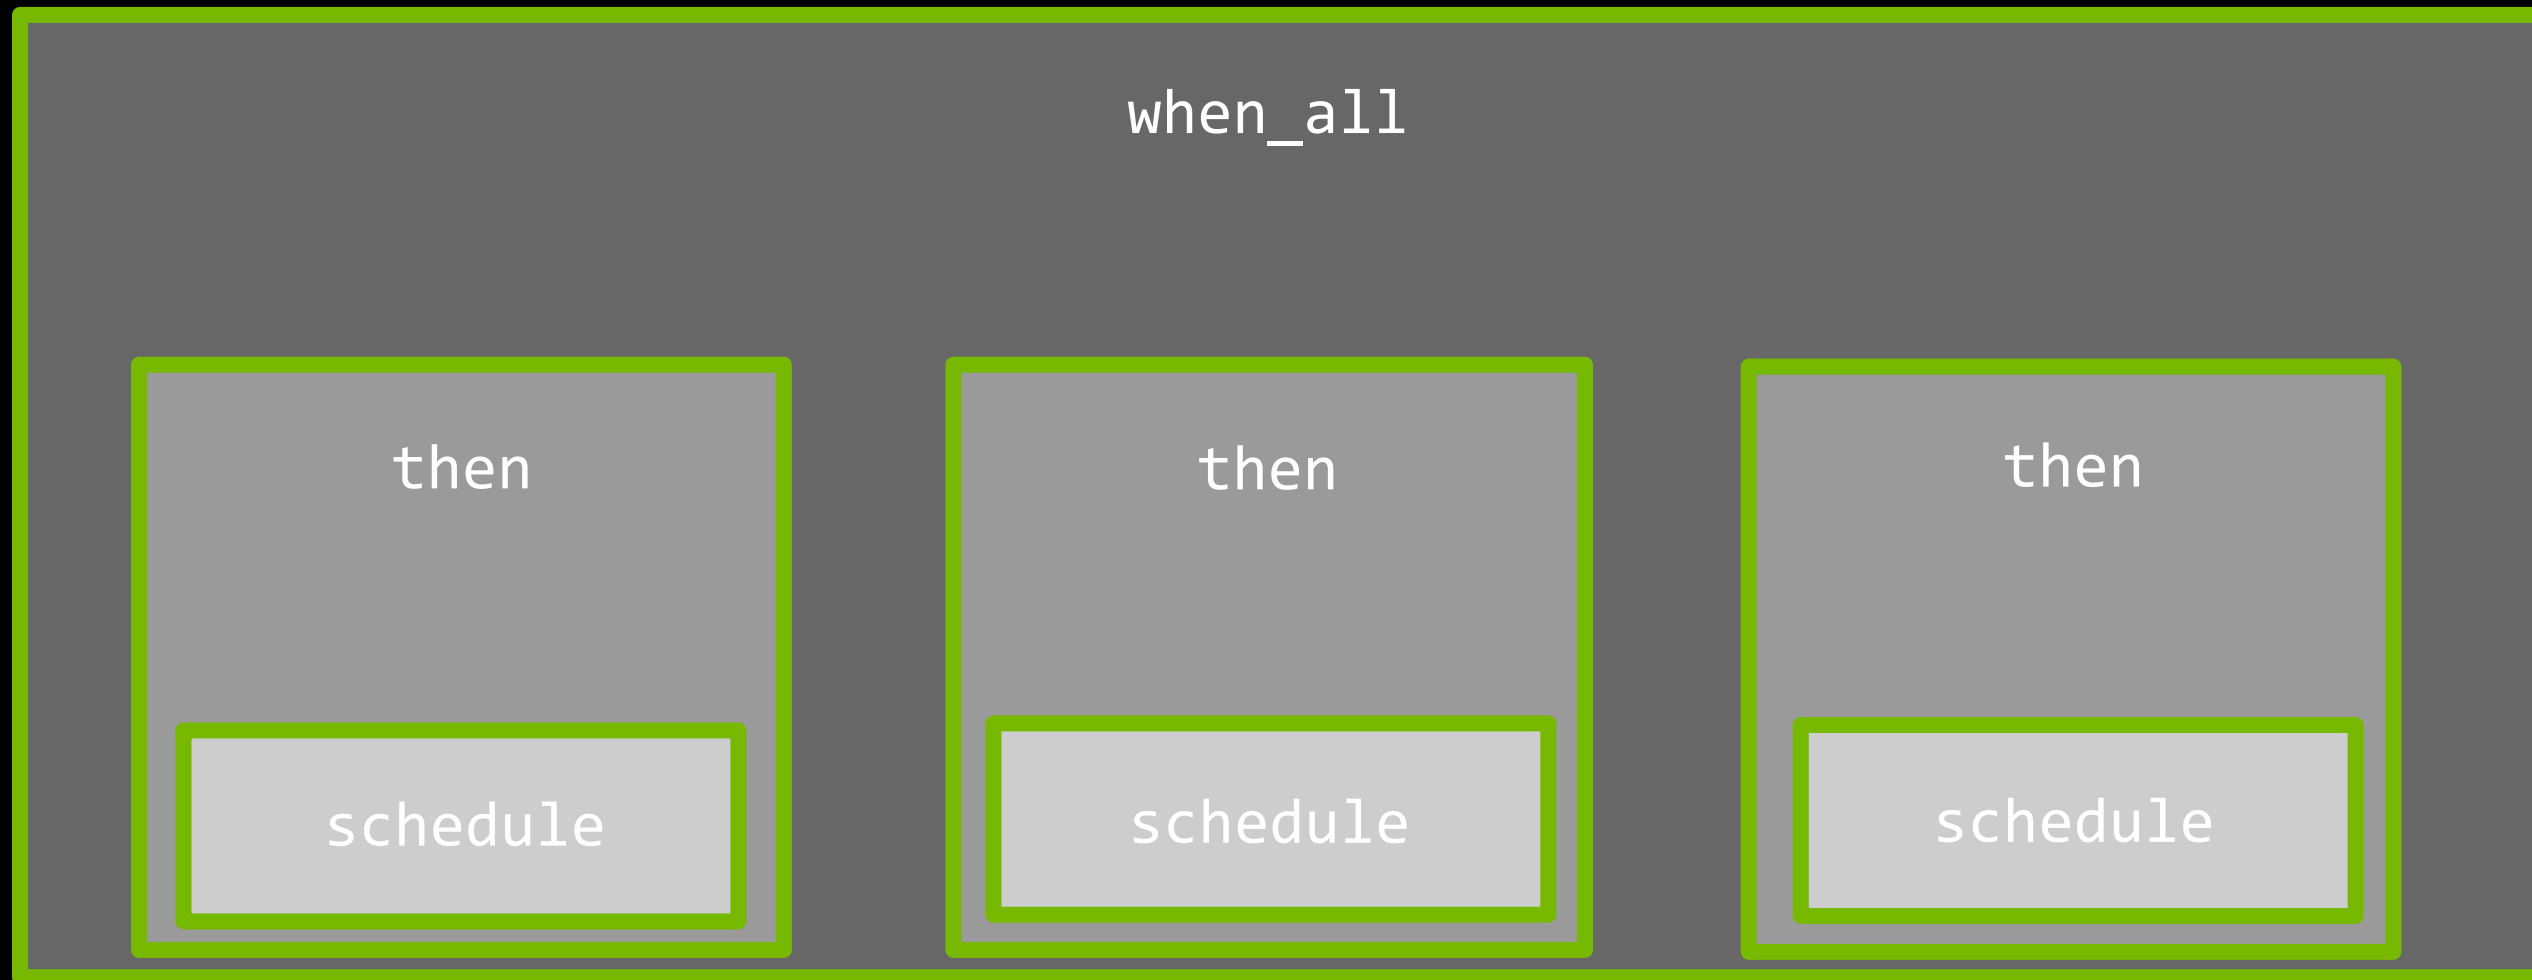 when_all
then
then
then
schedule
schedule
schedule